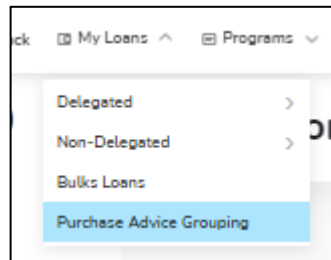 ck My Loans Programs
Delegated
Non-Delegated
Bulks Loans
Purchase Advice Grouping